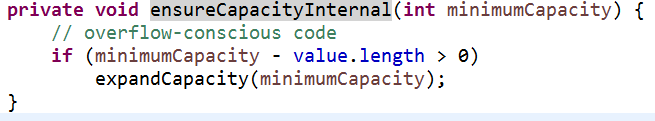 private void ensureCapacityInternal(int minimumCapacity) {
    // overflow-conscious code
    if (minimumCapacity - value.length > 0)
        expandCapacity(minimumCapacity);
}